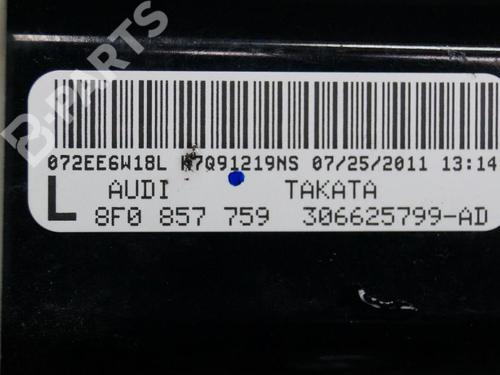 B-PARTS
072EE6W18L K7Q91219NS 07/25/2011 13:14
L AUDI TAKATA
8F0 857 759 306625799-AD